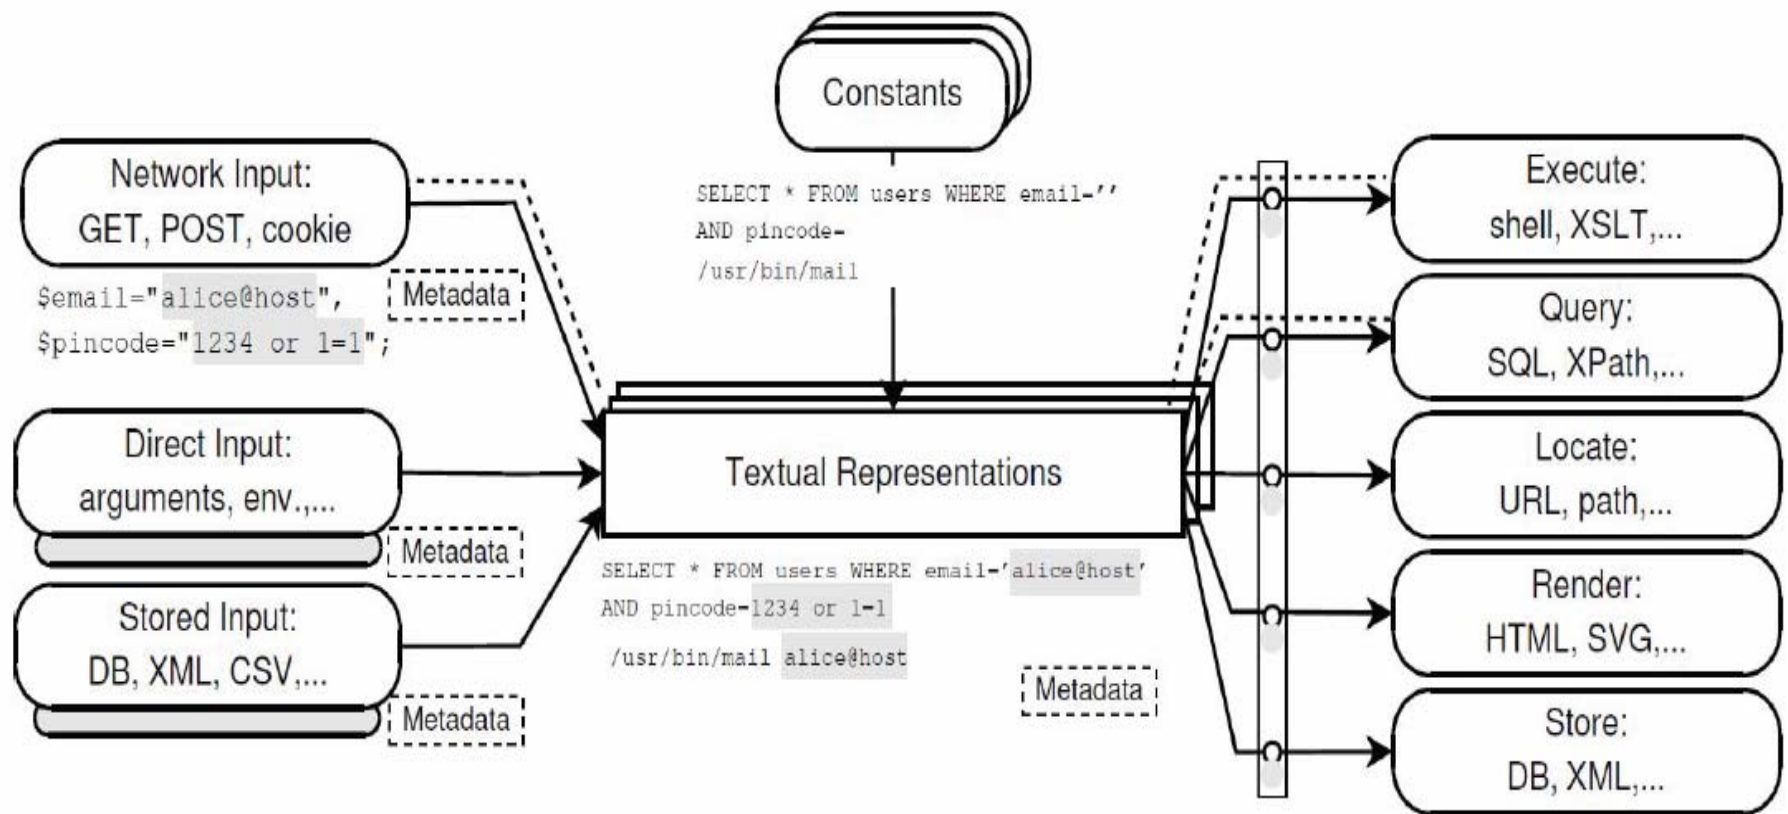 Constants
Network Input:
GET, POST, cookie
SELECT * FROM users WHERE email=''
AND pincode=
/usr/bin/mail
Execute:
shell, XSLT,...
$email="alice@host",
$pincode="1234 or 1=1";
Metadata
Query:
SQL, XPath,...
Direct Input:
arguments, env.,...
Metadata
Textual Representations
Locate:
URL, path,...
SELECT * FROM users WHERE email='alice@host'
AND pincode=1234 or 1=1
/usr/bin/mail alice@host
Metadata
Stored Input:
DB, XML, CSV,...
Metadata
Render:
HTML, SVG,...
Store:
DB, XML,...